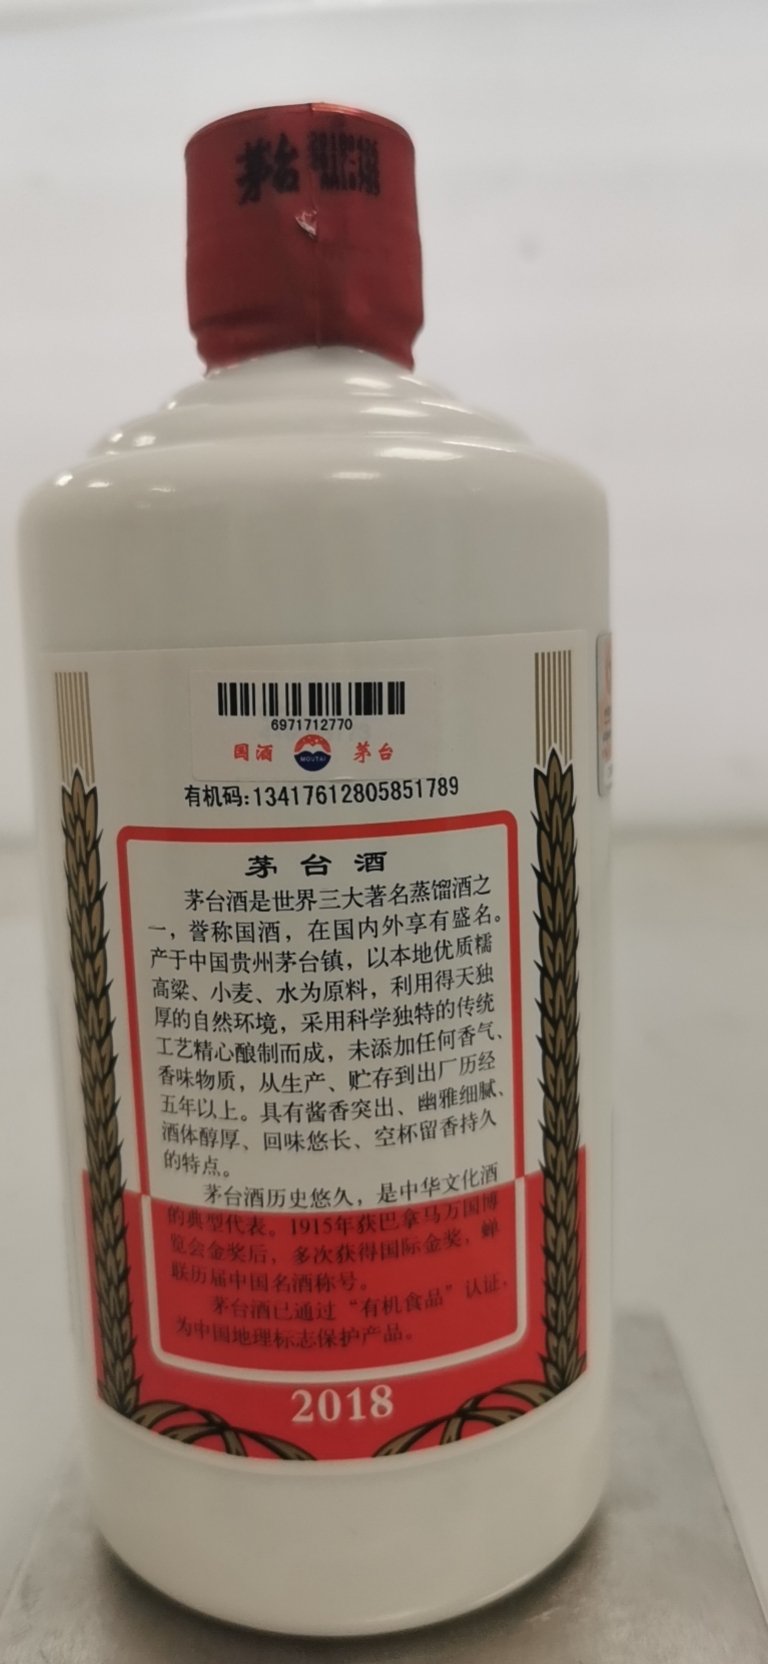 茅台
6971712770
国酒 MOUTAI 茅台
有机码:13417612805851789
茅台酒
茅台酒是世界三大著名蒸馏酒之
一，誉称国酒，在国内外享有盛名。
产于中国贵州茅台镇，以本地优质糯
高粱、小麦、水为原料，利用得天独
厚的自然环境，采用科学独特的传统
工艺精心酿制而成，未添加任何香气、
香味物质，从生产、贮存到出厂历经
五年以上。具有酱香突出、幽雅细腻、
酒体醇厚、回味悠长、空杯留香持久
的特点。
茅台酒历史悠久，是中华文化酒
的典型代表。1915年获巴拿马万国博
览会金奖后，多次获得国际金奖，蝉
联历届中国名酒称号。
茅台酒已通过“有机食品”认证，
为中国地理标志保护产品。
2018